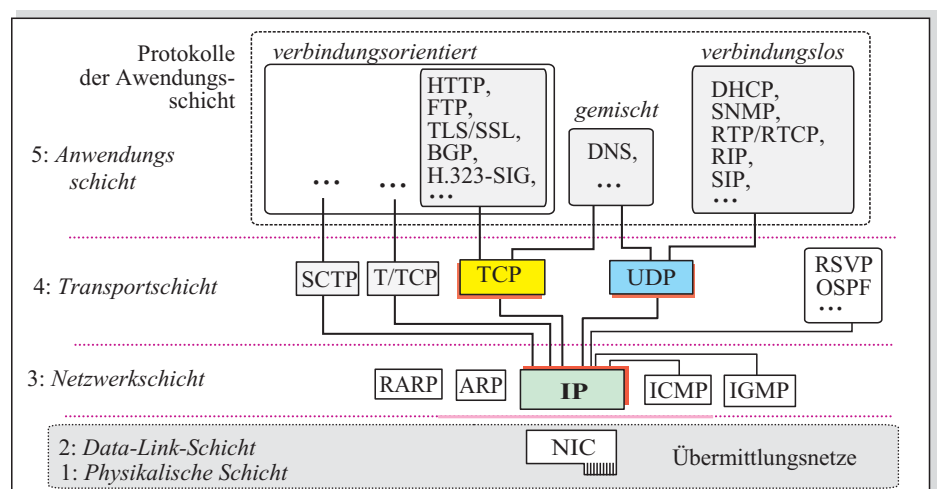 Protokolle
der Awendungs-
schicht
verbindungsorientiert
verbindungslos
HTTP,
FTP,
TLS/SSL,
BGP,
H.323-SIG,
...
...
...
gemischt
DNS,
...
DHCP,
SNMP,
RTP/RTCP,
RIP,
SIP,
...
5: Anwendungs
schicht
4: Transportschicht
SCTP
T/TCP
TCP
UDP
RSVP
OSPF
...
3: Netzwerkschicht
RARP
ARP
IP
ICMP
IGMP
2: Data-Link-Schicht
1: Physikalische Schicht
NIC
Übermittlungsnetze